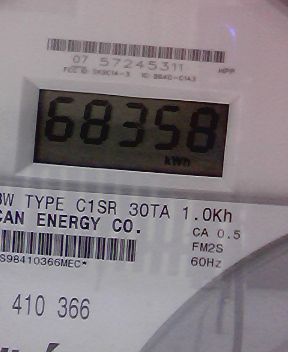 07 57245311
68358
kWh
3W TYPE C1SR 30TA 1.0Kh
CAN ENERGY CO.
CA 0.5
FM2S
S98410366MEC*
60Hz
410 366